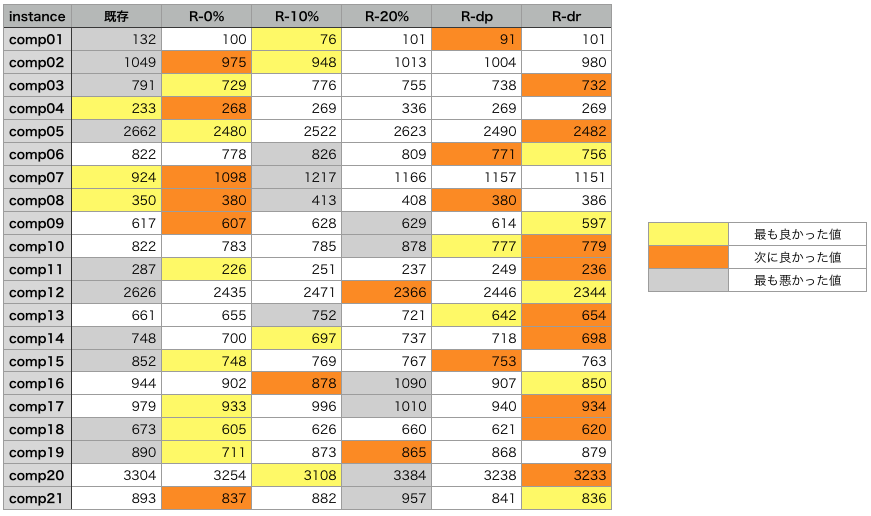 instance 既存 R-0% R-10% R-20% R-dp R-dr
comp01 132 100 76 101 91 101
comp02 1049 975 948 1013 1004 980
comp03 791 729 776 755 738 732
comp04 233 268 269 336 269 269
comp05 2662 2480 2522 2623 2490 2482
comp06 822 778 826 809 771 756
comp07 924 1098 1217 1166 1157 1151
comp08 350 380 413 408 380 386
comp09 617 607 628 629 614 597
comp10 822 783 785 878 777 779
comp11 287 226 251 237 249 236
comp12 2626 2435 2471 2366 2446 2344
comp13 661 655 752 721 642 654
comp14 748 700 697 737 718 698
comp15 852 748 769 767 753 763
comp16 944 902 878 1090 907 850
comp17 979 933 996 1010 940 934
comp18 673 605 626 660 621 620
comp19 890 711 873 865 868 879
comp20 3304 3254 3108 3384 3238 3233
comp21 893 837 882 957 841 836
最も良かった値
次に良かった値
最も悪かった値